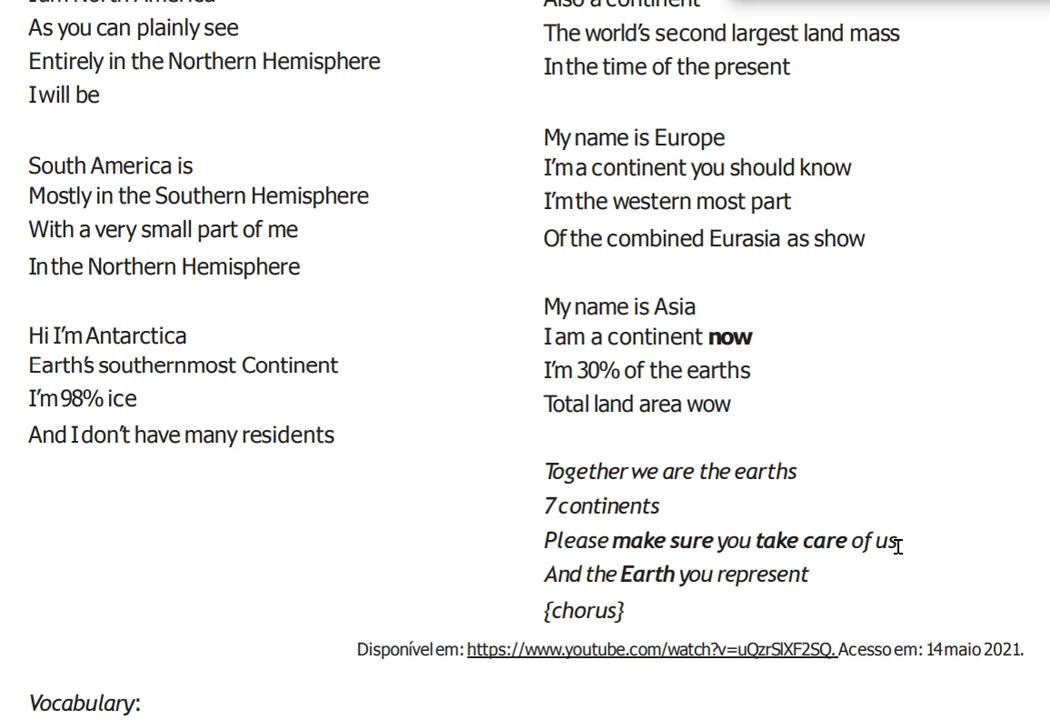 I am North America
As you can plainly see
Entirely in the Northern Hemisphere
I will be
South America is
Mostly in the Southern Hemisphere
With a very small part of me
In the Northern Hemisphere
Hi I'm Antarctica
Earth's southernmost Continent
I'm 98% ice
And I don't have many residents
Also a continent
The world's second largest land mass
In the time of the present
My name is Europe
I'm a continent you should know
I'm the western most part
Of the combined Eurasia as show
My name is Asia
I am a continent now
I'm 30% of the earths
Total land area wow
Together we are the earths
7 continents
Please make sure you take care of us
And the Earth you represent
{chorus}
Disponível em: https://www.youtube.com/watch?v=uQzrSlXF2SQ. Acesso em: 14 maio 2021.
Vocabulary: